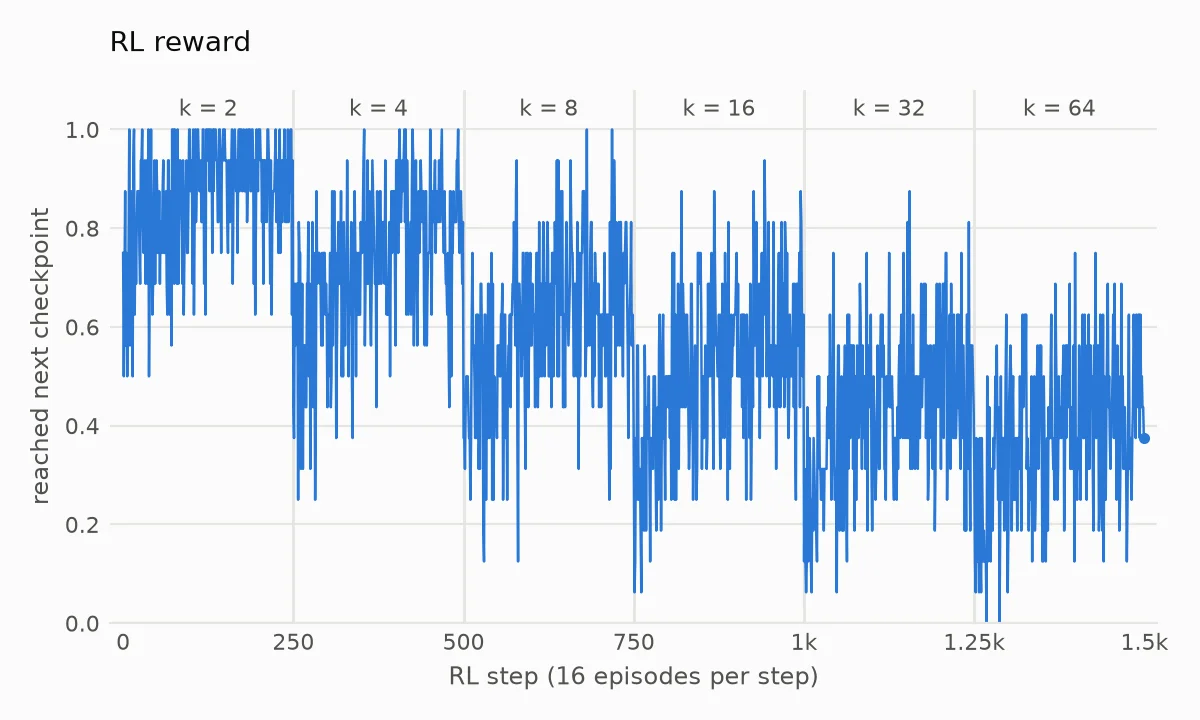 RL reward
k = 2 k = 4 k = 8 k = 16 k = 32 k = 64
1.0
0.8
0.6
0.4
0.2
0.0
reached next checkpoint
0 250 500 750 1k 1.25k 1.5k
RL step (16 episodes per step)